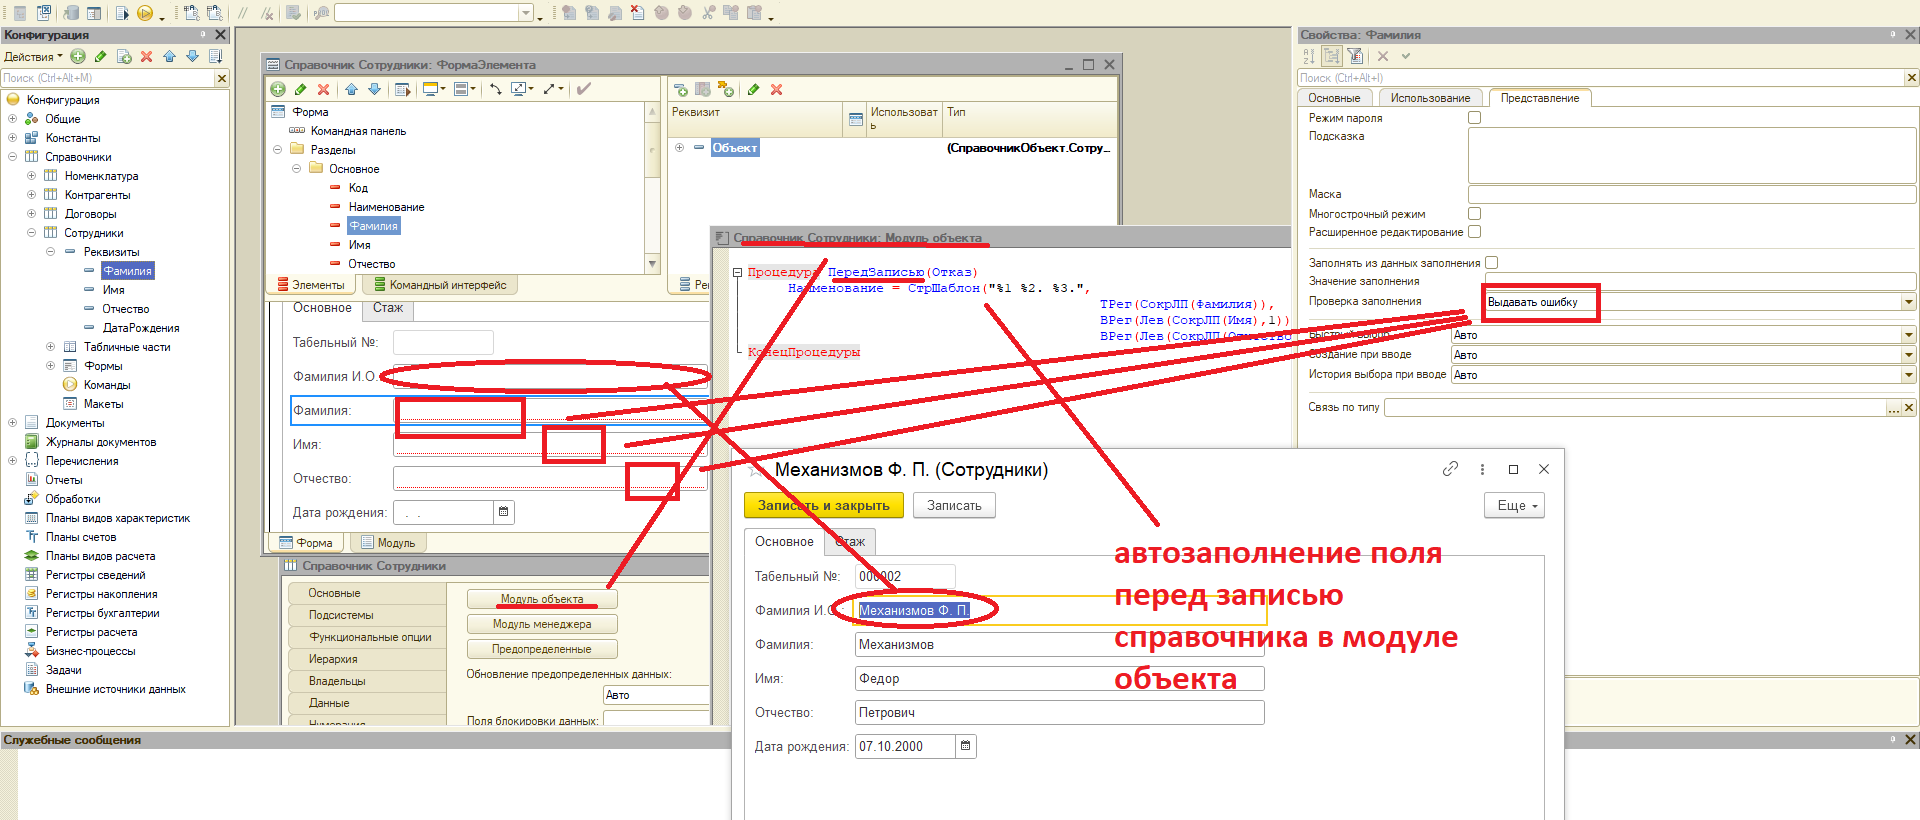 Конфигурация
Действия
Поиск (Ctrl+Alt+M)
Конфигурация
Общие
Константы
Справочники
Номенклатура
Контрагенты
Договоры
Сотрудники
Реквизиты
Фамилия
Имя
Отчество
ДатаРождения
Табличные части
Формы
Команды
Макеты
Документы
Журналы документов
Перечисления
Отчеты
Обработки
Планы видов характеристик
Планы счетов
Планы видов расчета
Регистры сведений
Регистры накопления
Регистры бухгалтерии
Регистры расчета
Бизнес-процессы
Задачи
Внешние источники данных
Справочник Сотрудники: ФормаЭлемента
Форма
Командная панель
Разделы
Основное
Код
Наименование
Фамилия
Имя
Отчество
Элементы
Командный интерфейс
Реквизит
Использовать
Тип
Объект
(СправочникОбъект.Сотру...
Рек
Основное
Стаж
Табельный №:
Фамилия И.О.
Фамилия:
Имя:
Отчество:
Дата рождения:
Форма
Модуль
Справочник Сотрудники: Модуль объекта
Процедура ПередЗаписью(Отказ)
Наименование = СтрШаблон("%1 %2. %3.",
ТРег(СокрЛП(Фамилия)),
ВРег(Лев(СокрЛП(Имя),1))
ВРег(Лев(СокрЛП(Отчество
КонецПроцедуры
Справочник Сотрудники
Основные
Подсистемы
Функциональные опции
Иерархия
Владельцы
Данные
Нумерация
Модуль объекта
Модуль менеджера
Предопределенные
Обновление предопределенных данных:
Авто
Поля блокировки данных:
Механизмов Ф. П. (Сотрудники)
Записать и закрыть
Записать
Еще
Основное
Стаж
Табельный №:
000002
Фамилия И.О.:
Механизмов Ф. П.
Фамилия:
Механизмов
Имя:
Федор
Отчество:
Петрович
Дата рождения:
07.10.2000
автозаполнение поля
перед записью
справочника в модуле
объекта
Свойства: Фамилия
Поиск (Ctrl+Alt+I)
Основные
Использование
Представление
Режим пароля
Подсказка
Маска
Многострочный режим
Расширенное редактирование
Заполнять из данных заполнения
Значение заполнения
Проверка заполнения
Выдавать ошибку
Быстрый выбор
Авто
Создание при вводе
Авто
История выбора при вводе
Авто
Связь по типу
Служебные сообщения